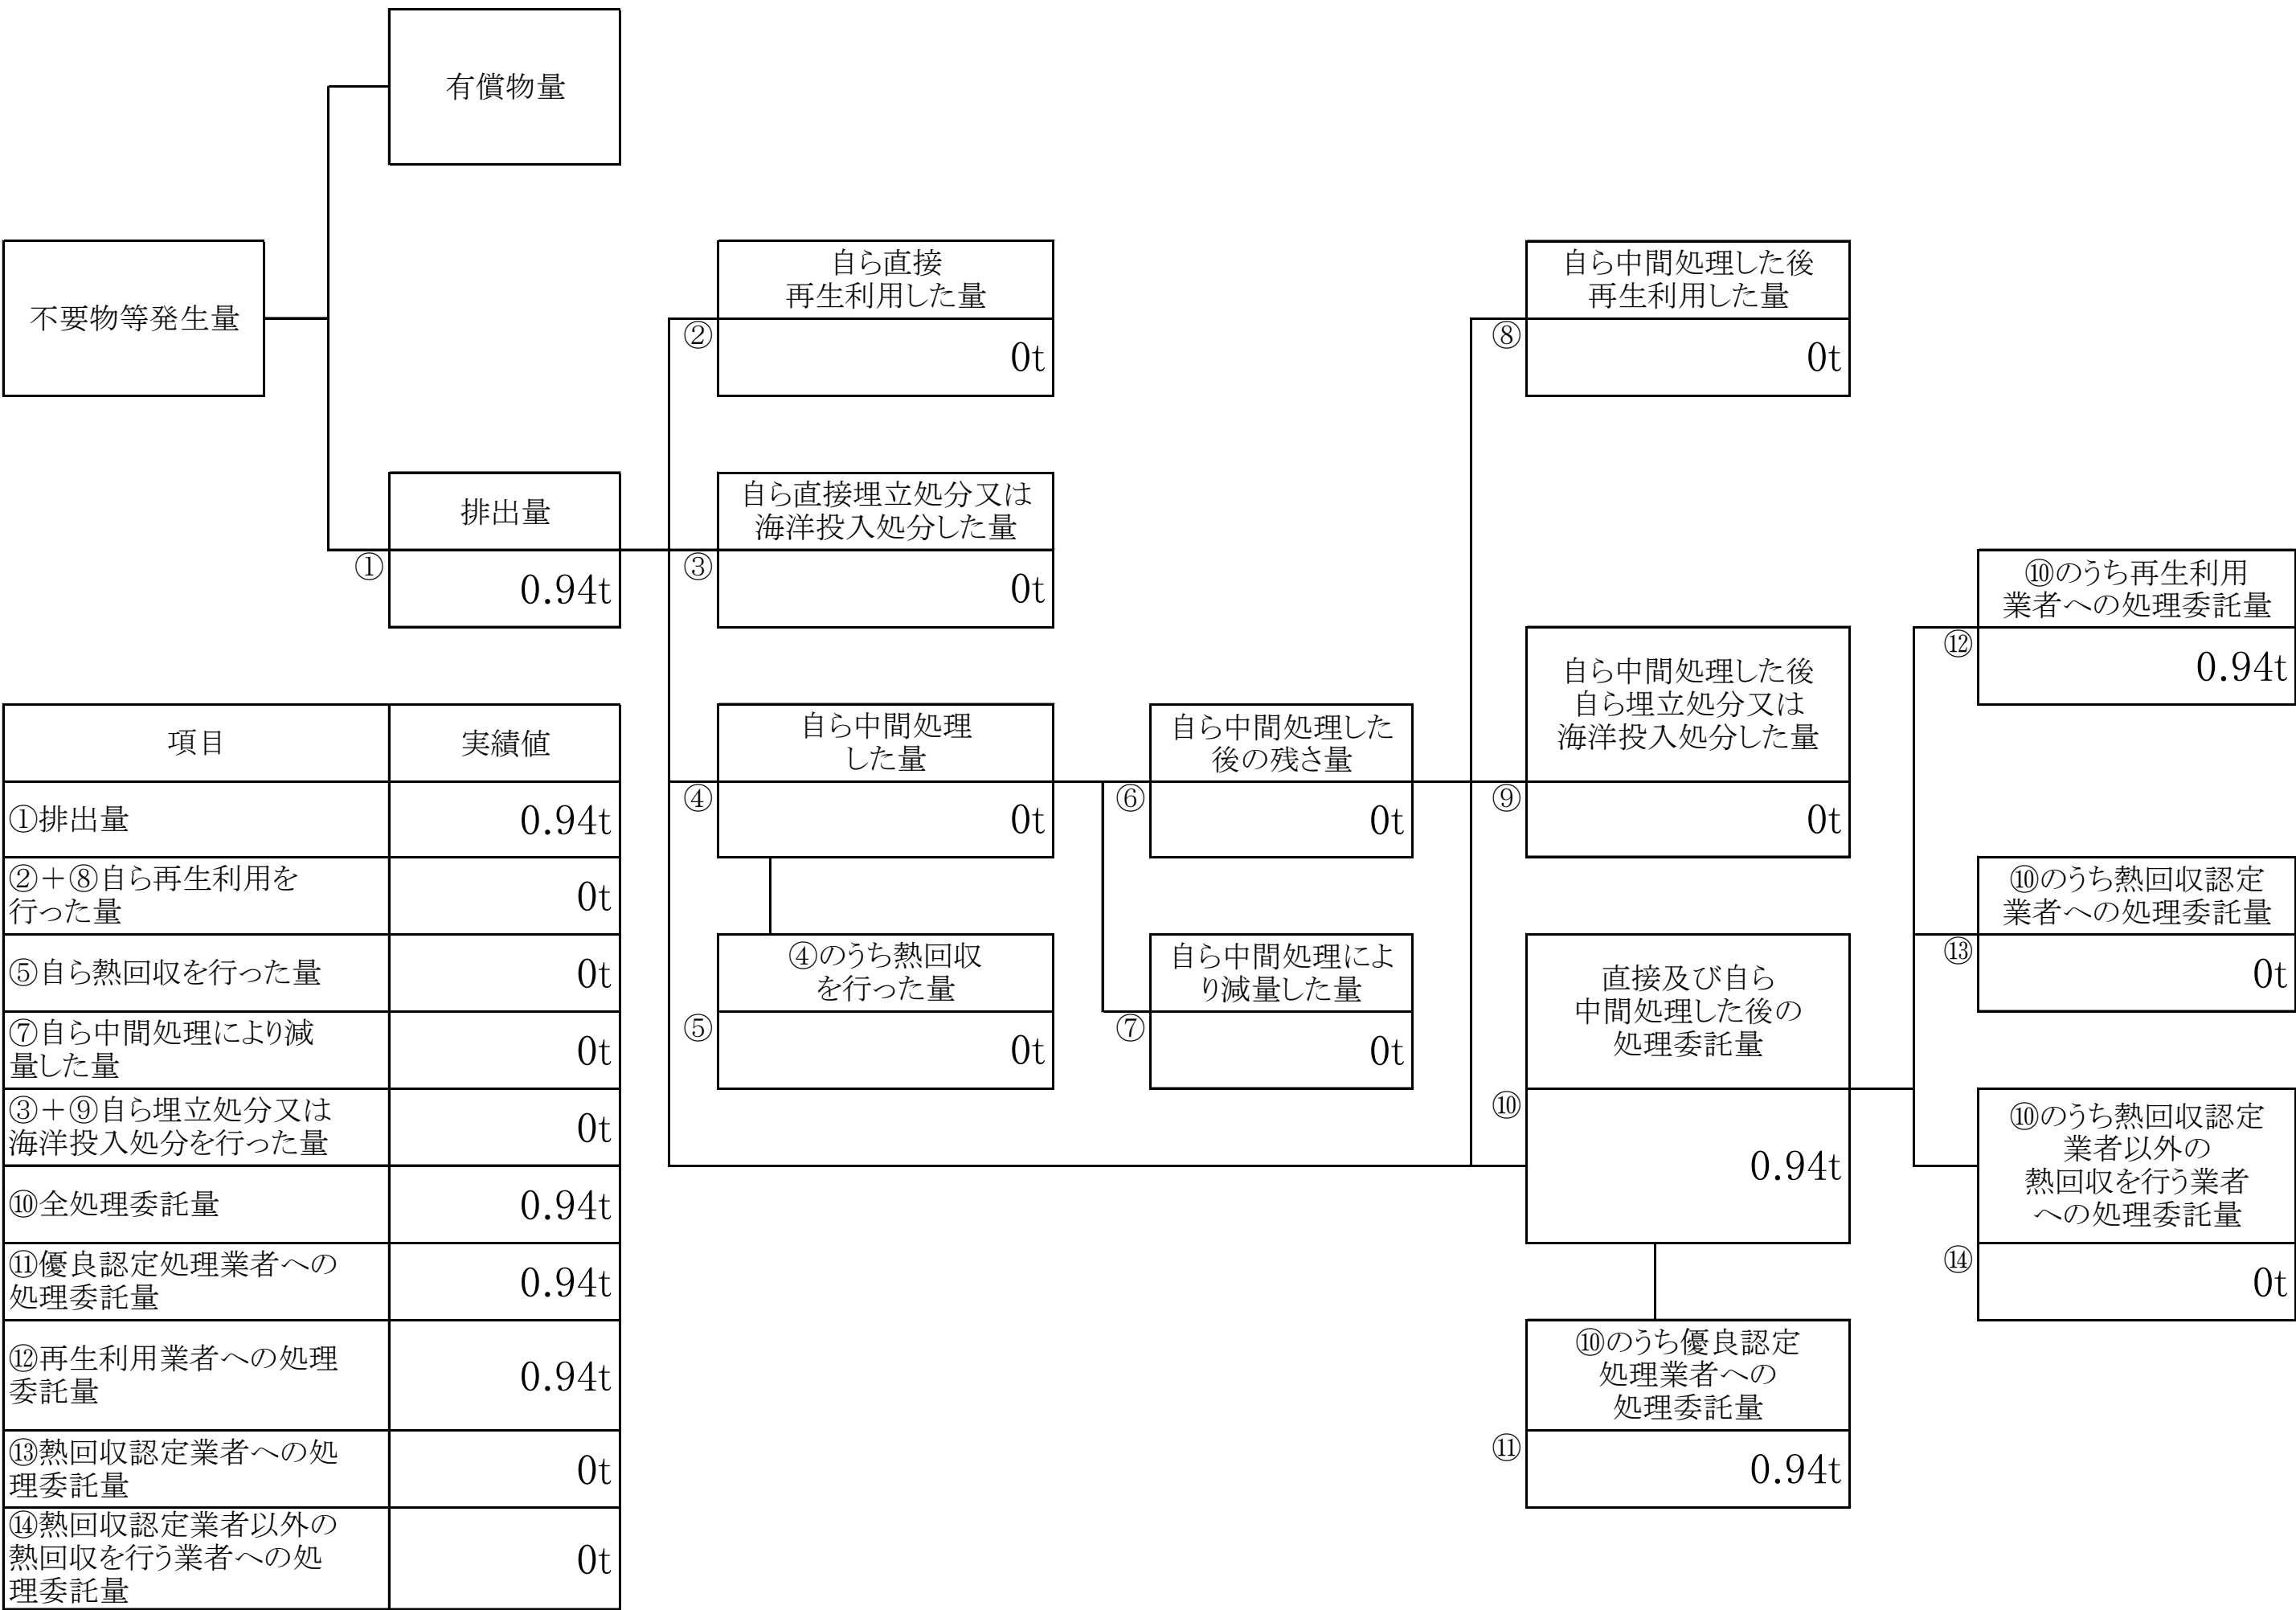 有償物量
不要物等発生量
排出量
①
0.94t
自ら直接
再生利用した量
②
0t
自ら直接埋立処分又は
海洋投入処分した量
③
0t
自ら中間処理
した量
④
0t
④のうち熱回収
を行った量
⑤
0t
自ら中間処理した
後の残さ量
⑥
0t
自ら中間処理によ
り減量した量
⑦
0t
自ら中間処理した後
再生利用した量
⑧
0t
自ら中間処理した後
自ら埋立処分又は
海洋投入処分した量
⑨
0t
直接及び自ら
中間処理した後の
処理委託量
⑩
0.94t
⑩のうち優良認定
処理業者への
処理委託量
⑪
0.94t
⑩のうち再生利用
業者への処理委託量
⑫
0.94t
⑩のうち熱回収認定
業者への処理委託量
⑬
0t
⑩のうち熱回収認定
業者以外の
熱回収を行う業者
への処理委託量
⑭
0t
項目 実績値
①排出量 0.94t
②＋⑧自ら再生利用を
行った量 0t
⑤自ら熱回収を行った量 0t
⑦自ら中間処理により減
量した量 0t
③＋⑨自ら埋立処分又は
海洋投入処分を行った量 0t
⑩全処理委託量 0.94t
⑪優良認定処理業者への
処理委託量 0.94t
⑫再生利用業者への処理
委託量 0.94t
⑬熱回収認定業者への処
理委託量 0t
⑭熱回収認定業者以外の
熱回収を行う業者への処
理委託量 0t